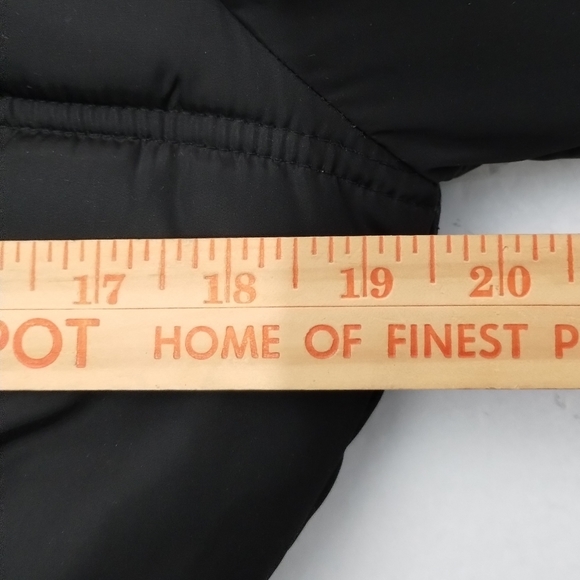 17 18 19 20
POT HOME OF FINEST P